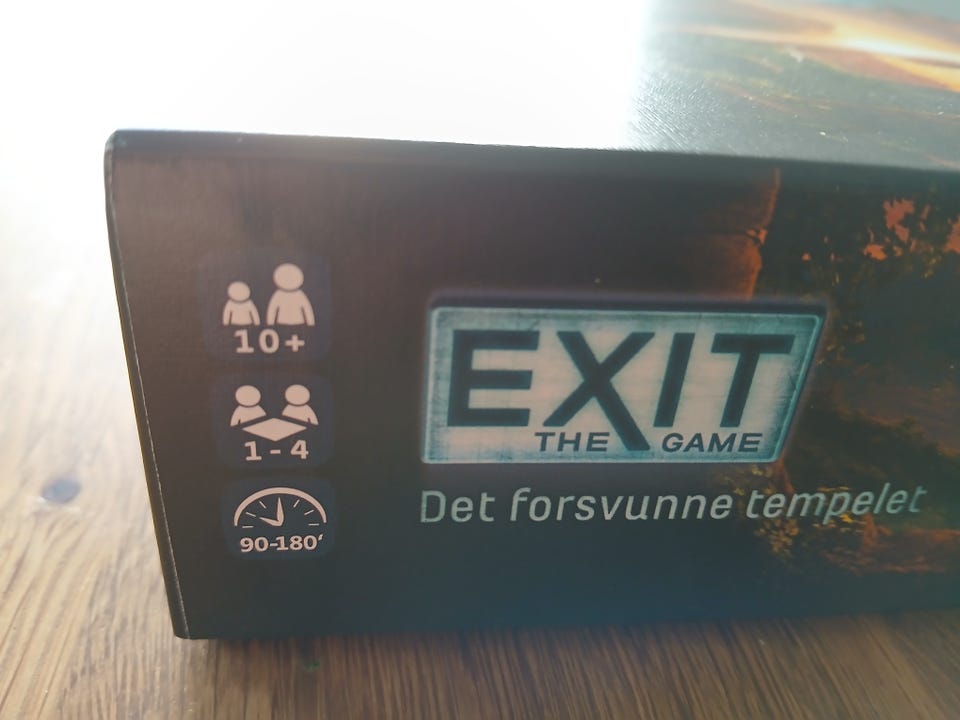 10+
1 - 4
90-180'
EXIT
THE GAME
Det forsvunne tempelet